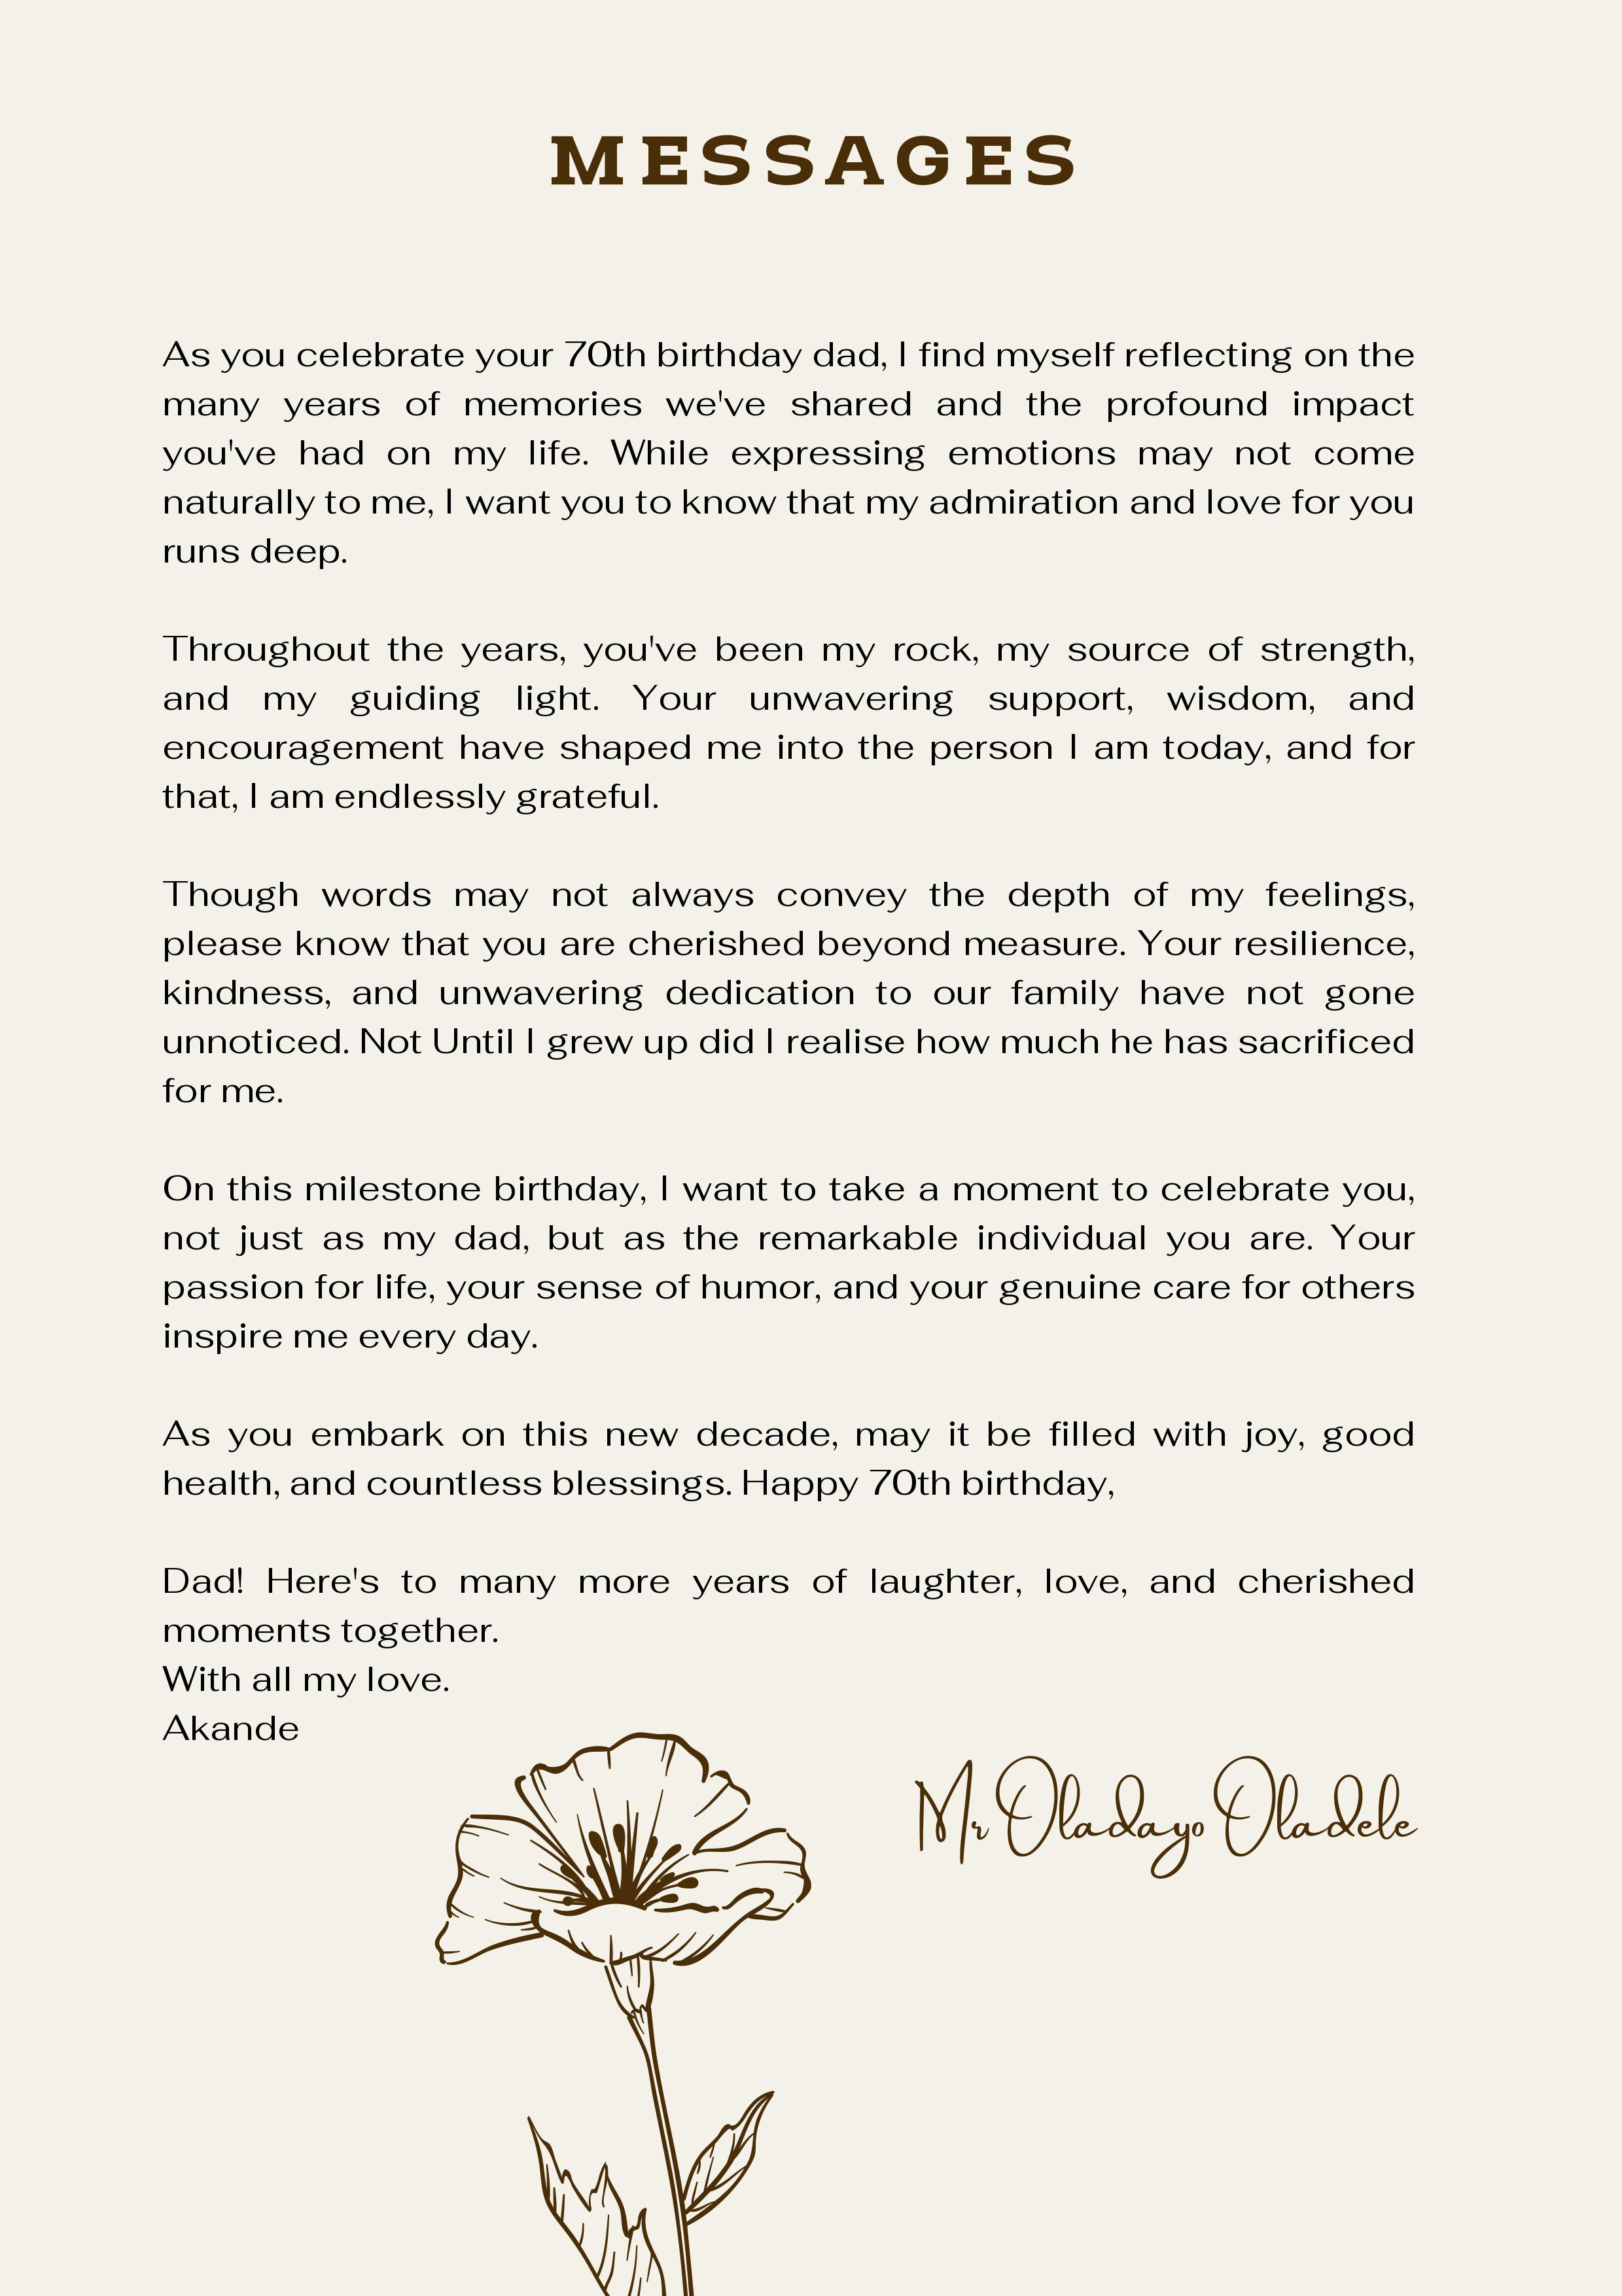 MESSAGES
As you celebrate your 70th birthday dad, I find myself reflecting on the
many years of memories we've shared and the profound impact
you've had on my life. While expressing emotions may not come
naturally to me, I want you to know that my admiration and love for you
runs deep.
Throughout the years, you've been my rock, my source of strength,
and my guiding light. Your unwavering support, wisdom, and
encouragement have shaped me into the person I am today, and for
that, I am endlessly grateful.
Though words may not always convey the depth of my feelings,
please know that you are cherished beyond measure. Your resilience,
kindness, and unwavering dedication to our family have not gone
unnoticed. Not Until I grew up did I realise how much he has sacrificed
for me.
On this milestone birthday, I want to take a moment to celebrate you,
not just as my dad, but as the remarkable individual you are. Your
passion for life, your sense of humor, and your genuine care for others
inspire me every day.
As you embark on this new decade, may it be filled with joy, good
health, and countless blessings. Happy 70th birthday,
Dad! Here's to many more years of laughter, love, and cherished
moments together.
With all my love.
Akande
Mr Oladayo Oladele